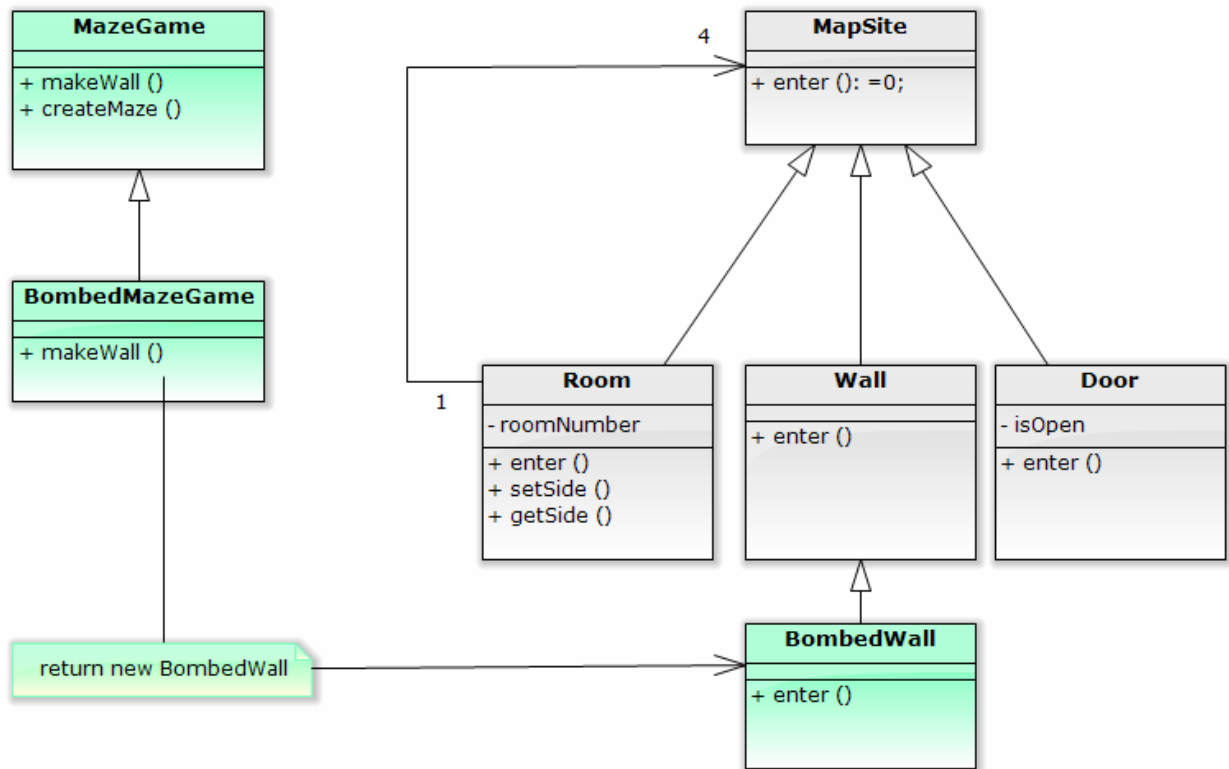 MazeGame
+ makeWall ()
+ createMaze ()
4
MapSite
+ enter (): =0;
BombedMazeGame
+ makeWall ()
1
Room
- roomNumber
+ enter ()
+ setSide ()
+ getSide ()
Wall
+ enter ()
Door
- isOpen
+ enter ()
return new BombedWall
BombedWall
+ enter ()